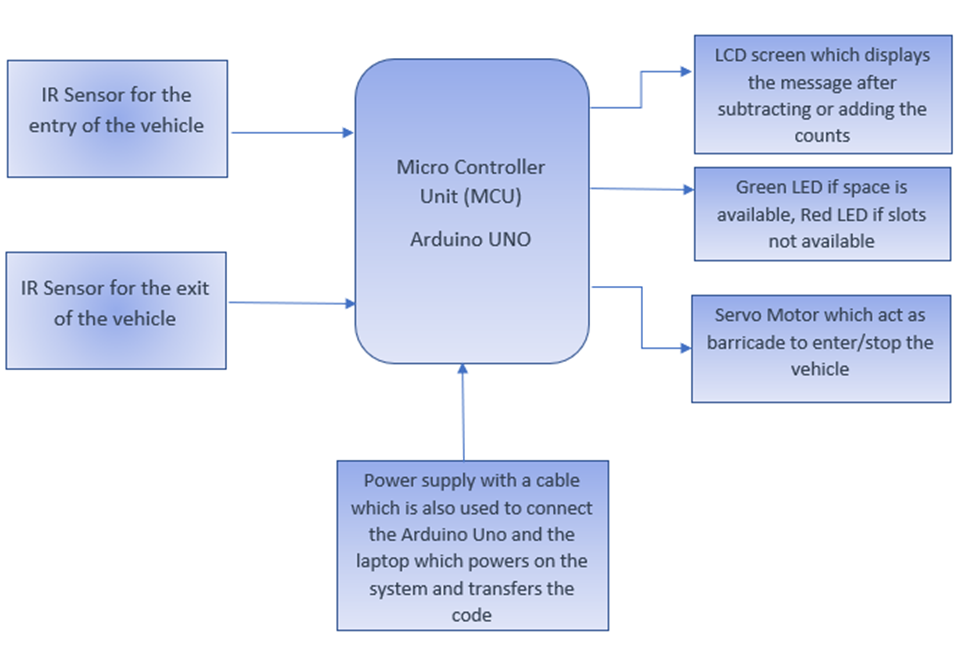 IR Sensor for the
entry of the vehicle
IR Sensor for the exit
of the vehicle
Micro Controller
Unit (MCU)
Arduino UNO
LCD screen which displays
the message after
subtracting or adding the
counts
Green LED if space is
available, Red LED if slots
not available
Servo Motor which act as
barricade to enter/stop the
vehicle
Power supply with a cable
which is also used to connect
the Arduino Uno and the
laptop which powers on the
system and transfers the
code